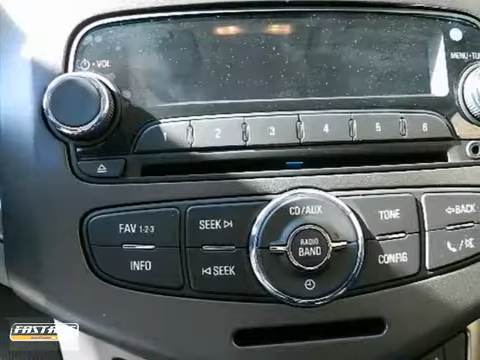 VOL
MENU
1 2 3 4 5 6
CD/AUX
FAV 1-2-3
SEEK
TONE
BACK
RADIO
BAND
INFO
SEEK
CONFIG